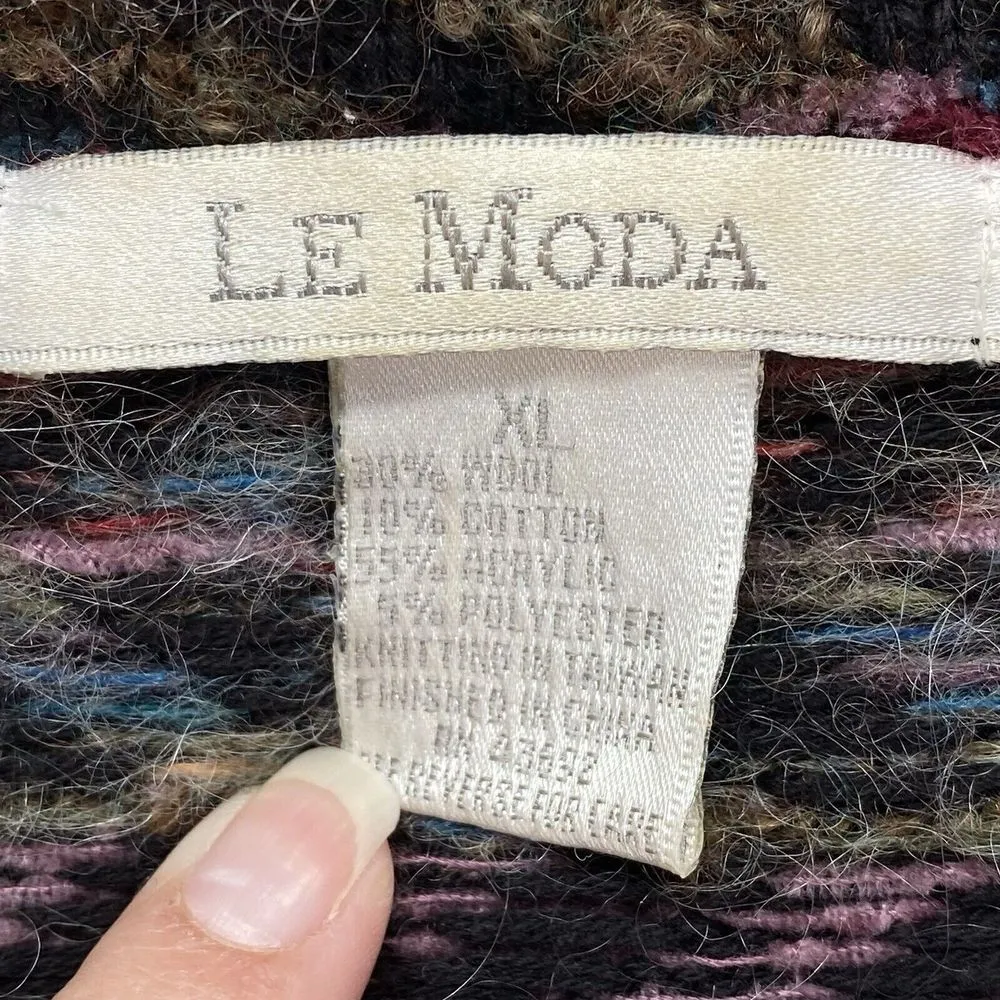 LE MODA
XL
30% WOOL
10% COTTON
55% ACRYLIC
5% POLYESTER
KNITTING IN TAIWAN
FINISHED IN CHINA
RN
SEE REVERSE FOR CARE